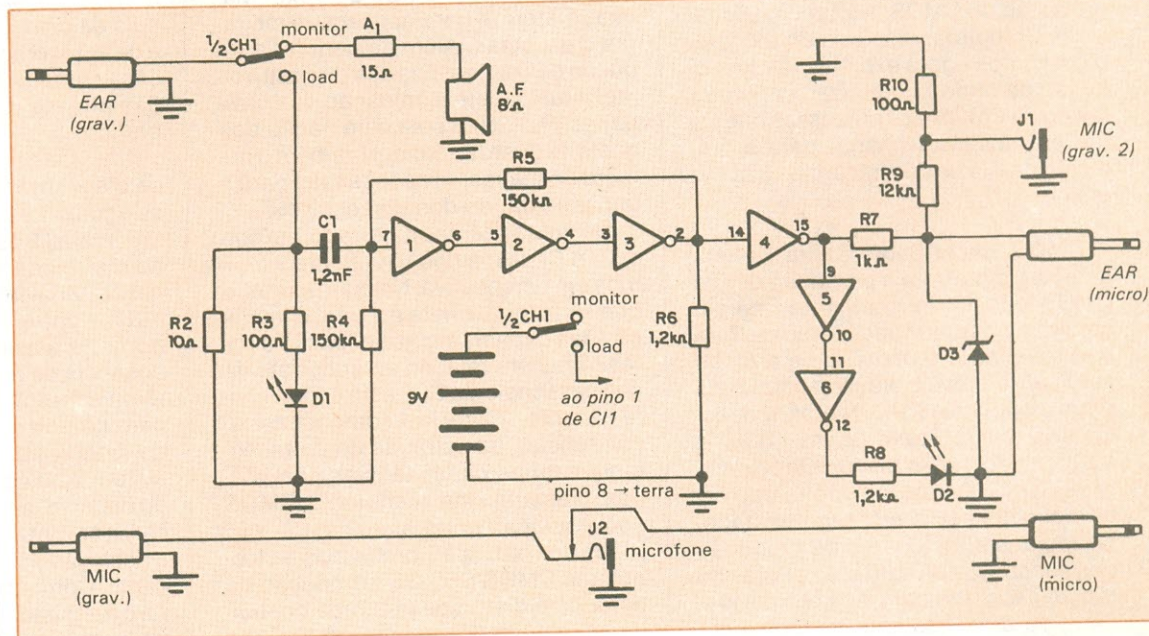 EAR
(grav.)
1/2CH1
monitor
load
A1
15Ω
A.F.
8Ω
C1
1,2nF
R2
10Ω
R3
100Ω
D1
R4
150kΩ
R5
150kΩ
7
1
6
5
2
4
3
3
2
14
4
15
1/2CH1
monitor
load
9V
ao pino 1
de CI1
R6
1,2kΩ
pino 8 → terra
R10
100Ω
R9
12kΩ
J1
MIC
(grav. 2)
R7
1kΩ
EAR
(micro)
9
5
10
11
6
12
D3
R8
1,2kΩ
D2
MIC
(grav.)
J2
microfone
MIC
(micro)